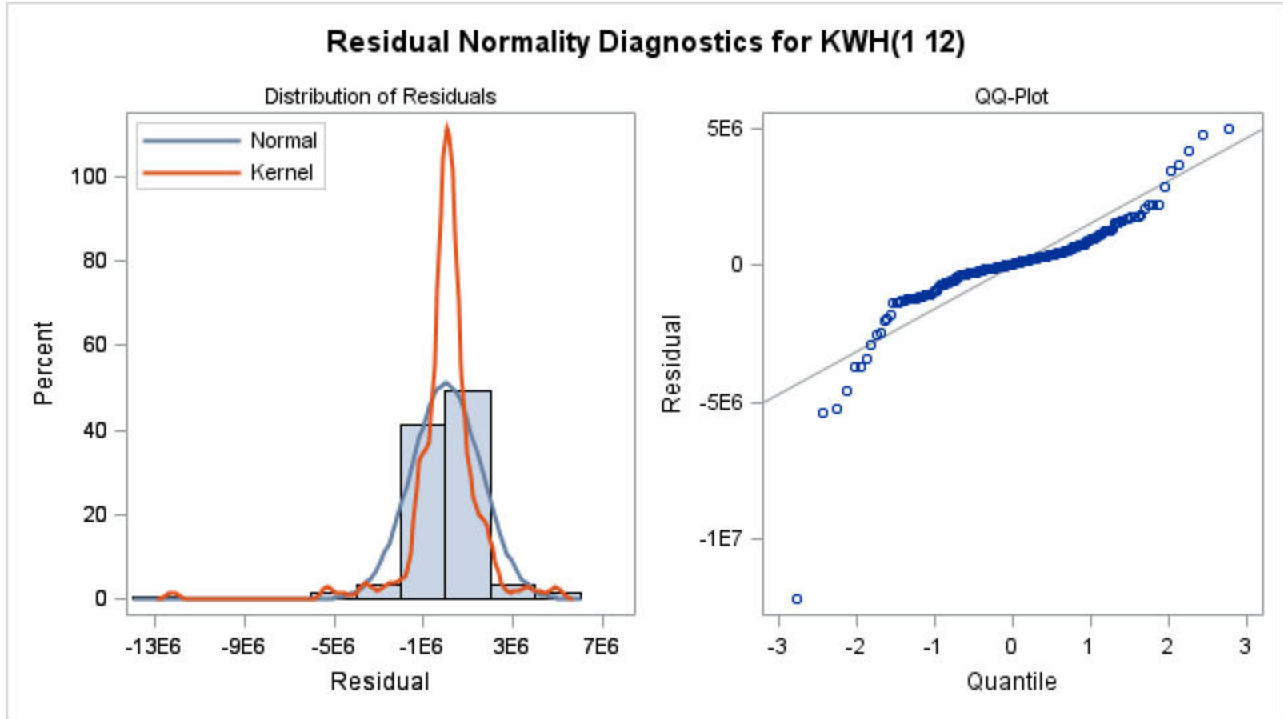 Residual Normality Diagnostics for KWH(1 12)
Distribution of Residuals
Normal
Kernel
100
80
60
40
20
0
Percent
-13E6 -9E6 -5E6 -1E6 3E6 7E6
Residual
QQ-Plot
5E6
0
-5E6
-1E7
Residual
-3 -2 -1 0 1 2 3
Quantile